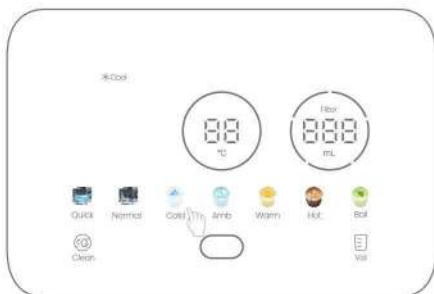 Cool
Filter
88
888
°C
mL
Quick Normal Cold Amb Warm Hot Boil
Clean
Vol